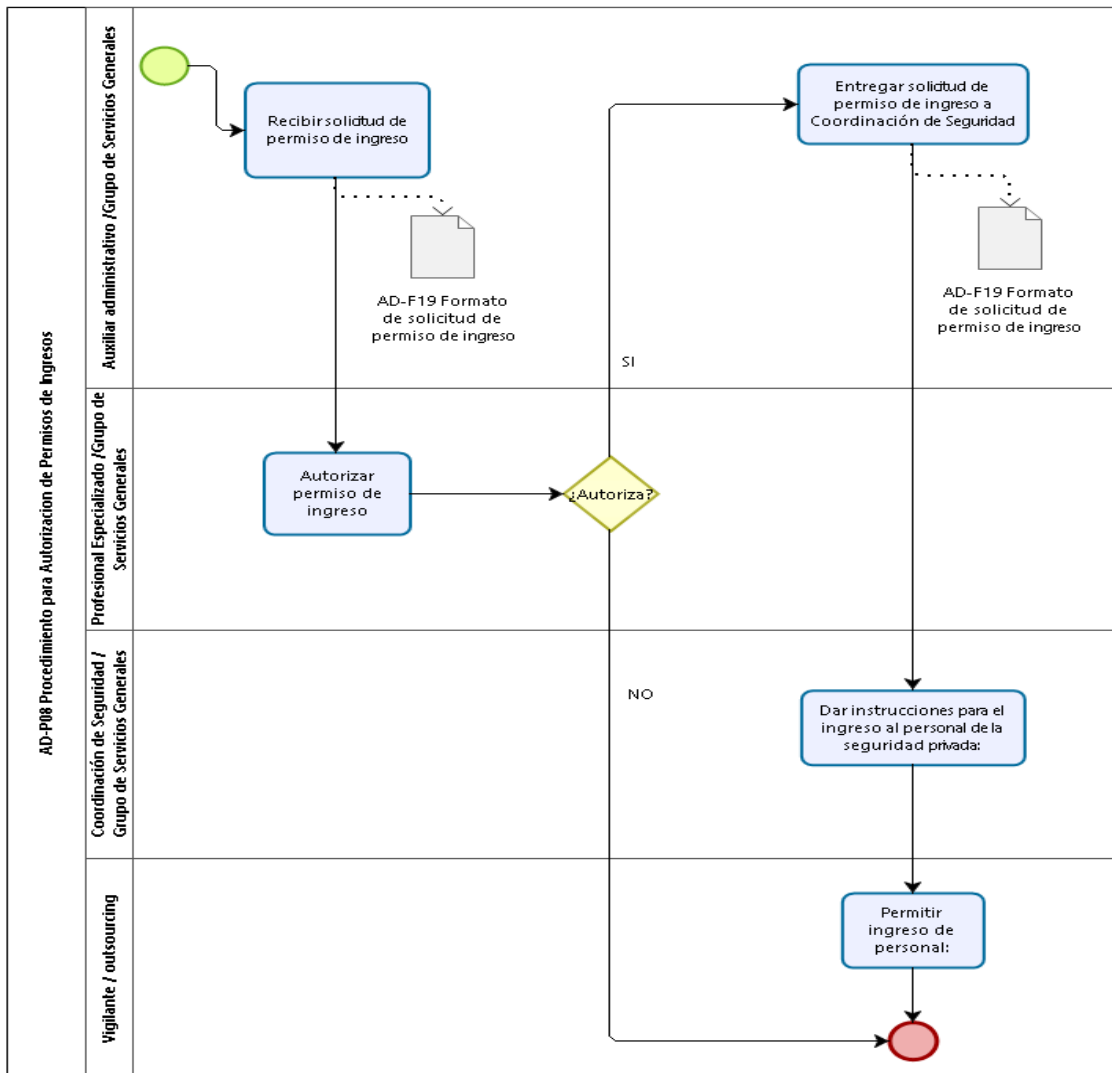 AD-P08 Procedimiento para Autorizacion de Permisos de Ingresos
Auxiliar administrativo /Grupo de Servicios Generales
Recibir solicitud de
permiso de ingreso
AD-F19 Formato
de solicitud de
permiso de ingreso
Entregar solicitud de
permiso de ingreso a
Coordinación de Seguridad
AD-F19 Formato
de solicitud de
permiso de ingreso
SI
Profesional Especializado /Grupo de
Servicios Generales
Autorizar
permiso de
ingreso
¿Autoriza?
Coordinación de Seguridad /
Grupo de Servicios Generales
NO
Dar instrucciones para el
ingreso al personal de la
seguridad privada:
Vigilante / outsourcing
Permitir
ingreso de
personal: